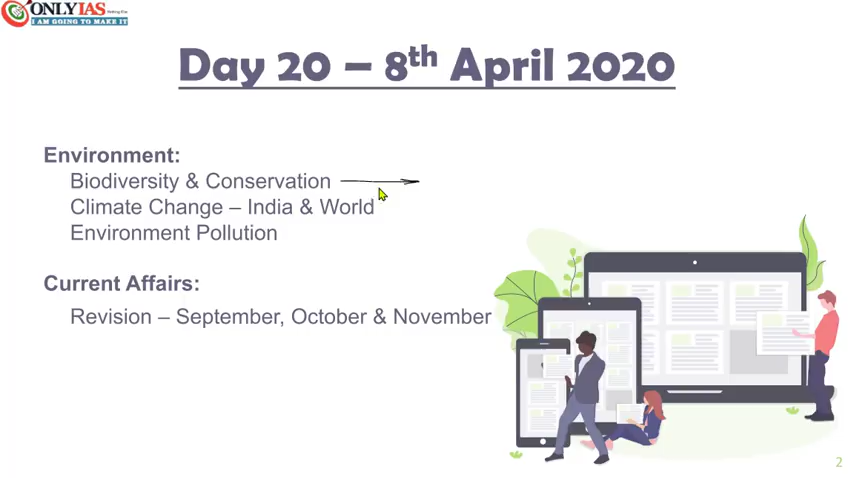 ONLYIAS
I AM GOING TO MAKE IT
Day 20 – 8th April 2020
Environment:
Biodiversity & Conservation
Climate Change – India & World
Environment Pollution
Current Affairs:
Revision – September, October & November
2